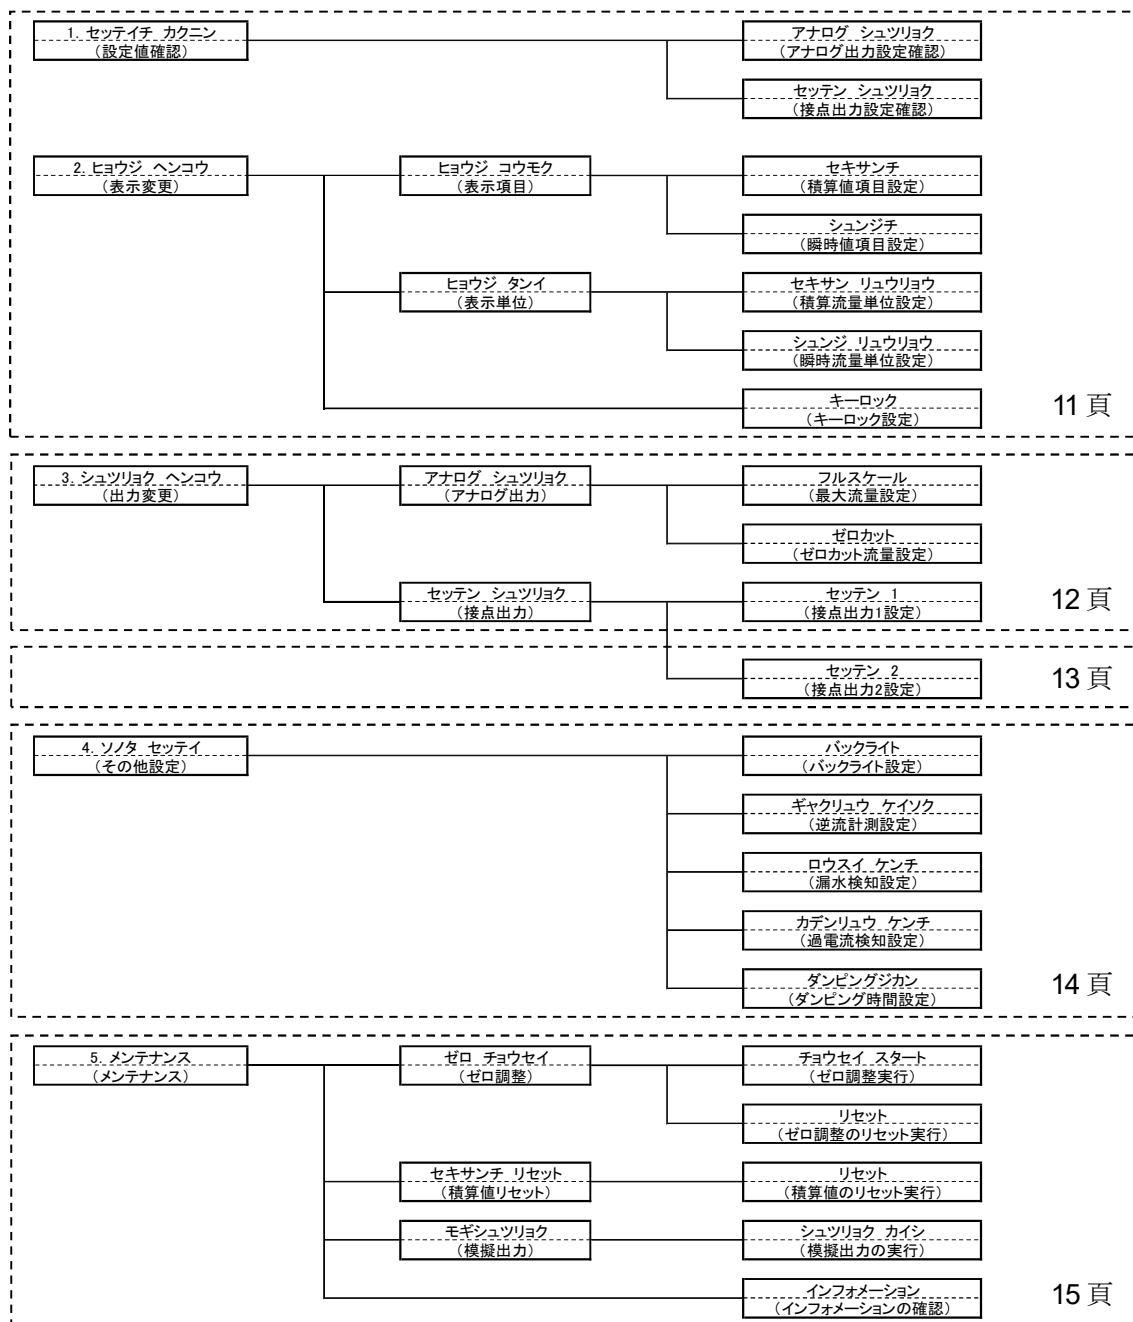 1. セッテイチ カクニン
(設定値確認)
アナログ シュツリョク
(アナログ出力設定確認)
セッテン シュツリョク
(接点出力設定確認)
2. ヒョウジ ヘンコウ
(表示変更)
ヒョウジ コウモク
(表示項目)
セキサンチ
(積算値項目設定)
シュンジチ
(瞬時値項目設定)
ヒョウジ タンイ
(表示単位)
セキサン リュウリョウ
(積算流量単位設定)
シュンジ リュウリョウ
(瞬時流量単位設定)
キーロック
(キーロック設定)
11 頁
3. シュツリョク ヘンコウ
(出力変更)
アナログ シュツリョク
(アナログ出力)
フルスケール
(最大流量設定)
ゼロカット
(ゼロカット流量設定)
セッテン シュツリョク
(接点出力)
セッテン 1
(接点出力1設定)
12 頁
セッテン 2
(接点出力2設定)
13 頁
4. ソノタ セッテイ
(その他設定)
バックライト
(バックライト設定)
ギャクリュウ ケイソク
(逆流計測設定)
ロウスイ ケンチ
(漏水検知設定)
カデンリュウ ケンチ
(過電流検知設定)
ダンピングジカン
(ダンピング時間設定)
14 頁
5. メンテナンス
(メンテナンス)
ゼロ チョウセイ
(ゼロ調整)
チョウセイ スタート
(ゼロ調整実行)
リセット
(ゼロ調整のリセット実行)
セキサンチ リセット
(積算値リセット)
リセット
(積算値のリセット実行)
モギシュツリョク
(模擬出力)
シュツリョク カイシ
(模擬出力の実行)
インフォメーション
(インフォメーションの確認)
15 頁